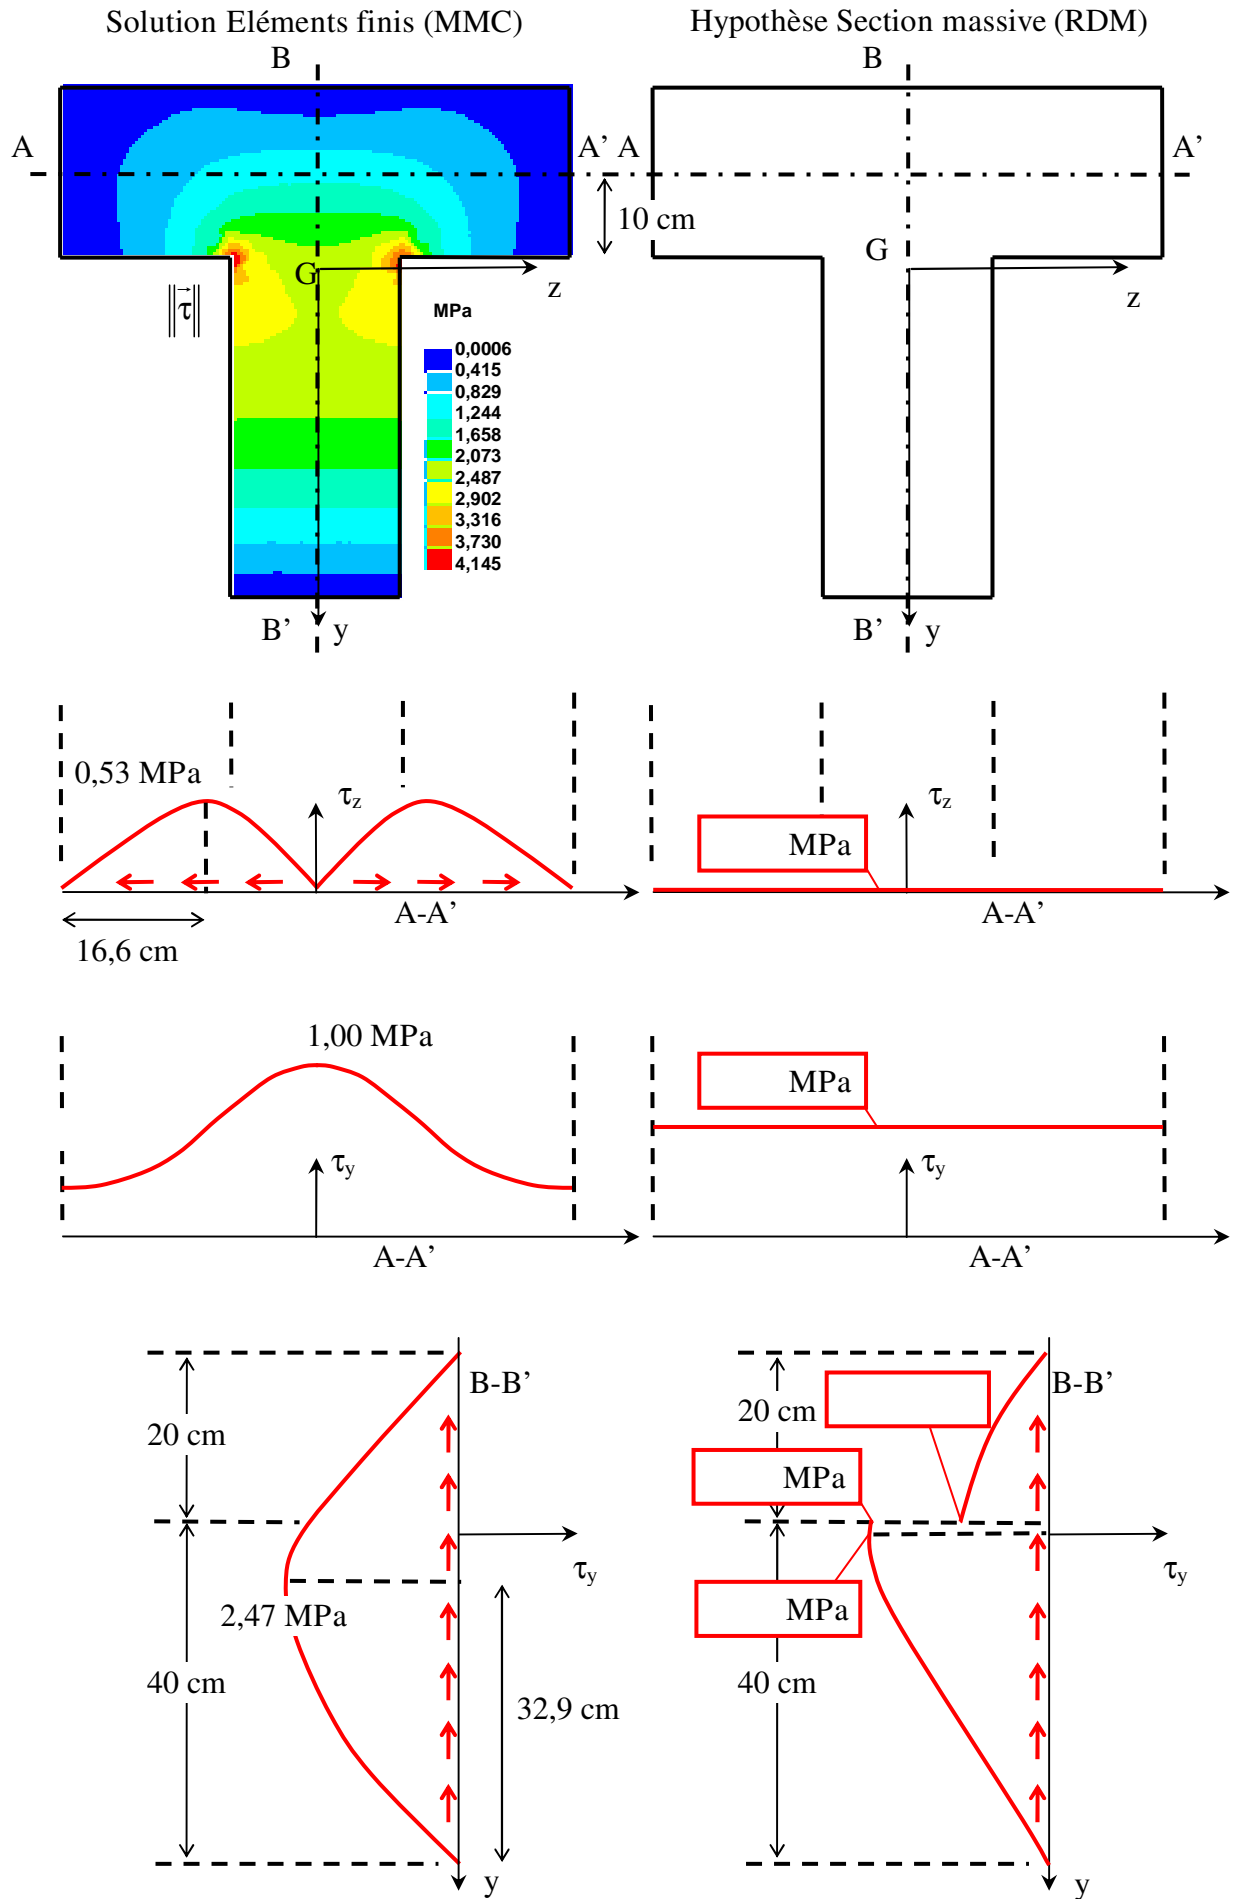 Solution Eléments finis (MMC)
Hypothèse Section massive (RDM)
B
B
A
A'
A
A'
10 cm
G
G
z
z
‖τ⃗‖
MPa
0,0006
0,415
0,829
1,244
1,658
2,073
2,487
2,902
3,316
3,730
4,145
B'
y
B'
y
0,53 MPa
τz
A-A'
16,6 cm
MPa
τz
A-A'
1,00 MPa
τy
A-A'
MPa
τy
A-A'
B-B'
20 cm
τy
2,47 MPa
40 cm
32,9 cm
y
B-B'
20 cm
MPa
τy
MPa
40 cm
y